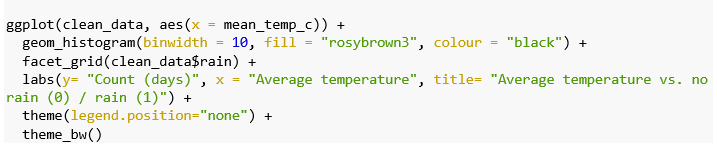 ggplot(clean_data, aes(x = mean_temp_c)) +
  geom_histogram(binwidth = 10, fill = "rosybrown3", colour = "black") +
  facet_grid(clean_data$rain) +
  labs(y= "Count (days)", x = "Average temperature", title= "Average temperature vs. no
rain (0) / rain (1)") +
  theme(legend.position="none") +
  theme_bw()